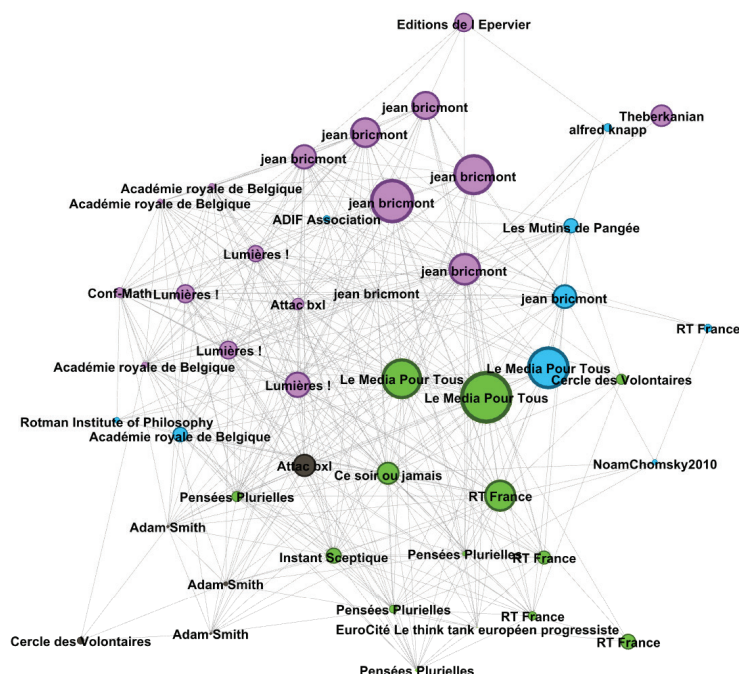 Editions de l Epervier
jean bricmont
Theberkanian
alfred knapp
jean bricmont
jean bricmont
jean bricmont
Académie royale de Belgique
Académie royale de Belgique
jean bricmont
ADIF Association
Les Mutins de Pangée
Lumières !
jean bricmont
Conf-Math
Lumières !
jean bricmont
Attac bxl
jean bricmont
RT France
Lumières !
Académie royale de Belgique
Le Media Pour Tous
Le Media Pour Tous
Cercle des Volontaires
Lumières !
Le Media Pour Tous
Rotman Institute of Philosophy
Académie royale de Belgique
Attac bxl
NoamChomsky2010
Ce soir ou jamais
Pensées Plurielles
RT France
Adam Smith
Instant Sceptique
Pensées Plurielles
RT France
Adam Smith
Pensées Plurielles
RT France
Adam Smith
EuroCité Le think tank européen progressiste
Cercle des Volontaires
RT France
Pensées Plurielles